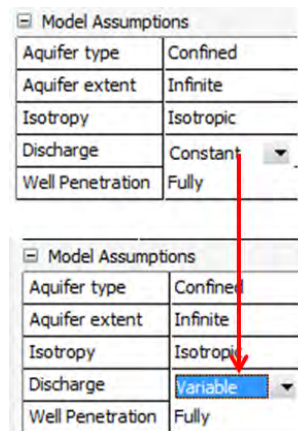 Model Assumptions
Aquifer type Confined
Aquifer extent Infinite
Isotropy Isotropic
Discharge Constant
Well Penetration Fully
Model Assumptions
Aquifer type Confined
Aquifer extent Infinite
Isotropy Isotropic
Discharge Variable
Well Penetration Fully